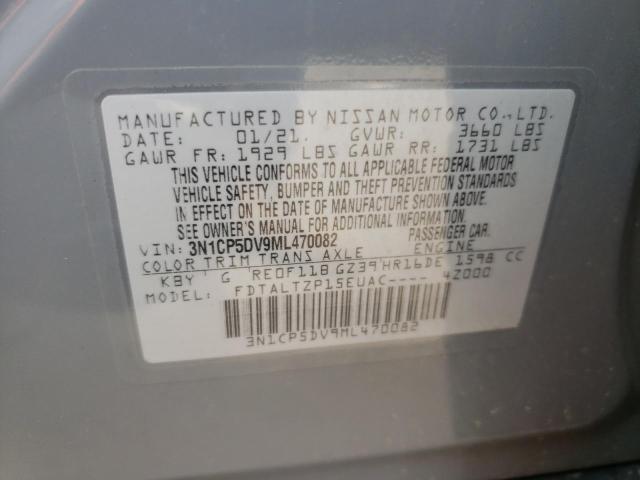 MANUFACTURED BY NISSAN MOTOR CO.,LTD.
DATE: 01/21. GVWR: 3660 LBS
GAWR FR: 1929 LBS GAWR RR: 1731 LBS
THIS VEHICLE CONFORMS TO ALL APPLICABLE FEDERAL MOTOR
VEHICLE SAFETY, BUMPER AND THEFT PREVENTION STANDARDS
IN EFFECT ON THE DATE OF MANUFACTURE SHOWN ABOVE.
SEE OWNER'S MANUAL FOR ADDITIONAL INFORMATION.
VIN: 3N1CP5DV9ML470082 PASSENGER CAR.
COLOR TRIM TRANS AXLE ENGINE
KBY G RE0F11B GZ39 HR16DE 1598 CC
MODEL: FDTALTZP15EUAC---- 4Z000
3N1CP5DV9ML470082